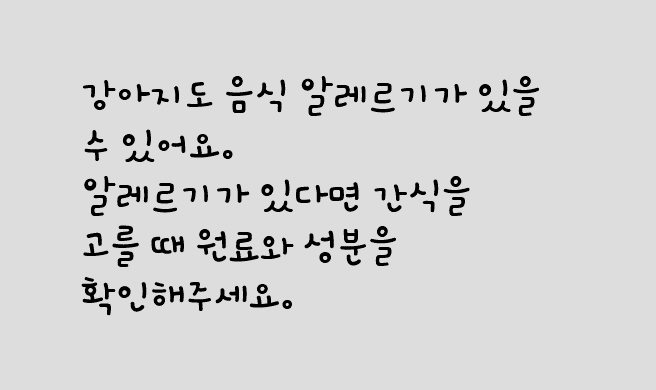 강아지도 음식 알레르기가 있을
수 있어요.
알레르기가 있다면 간식을
고를 때 원료와 성분을
확인해주세요.